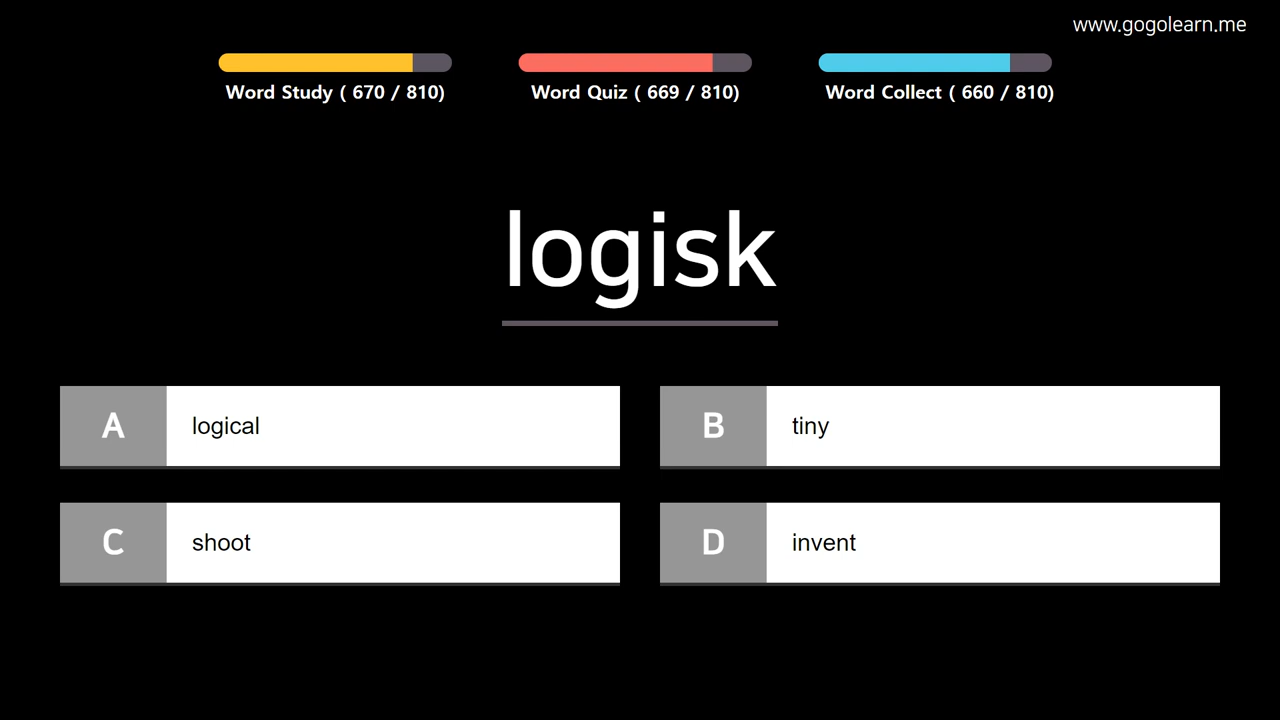 www.gogolearn.me
Word Study ( 670 / 810)
Word Quiz ( 669 / 810)
Word Collect ( 660 / 810)
logisk
A logical
B tiny
C shoot
D invent